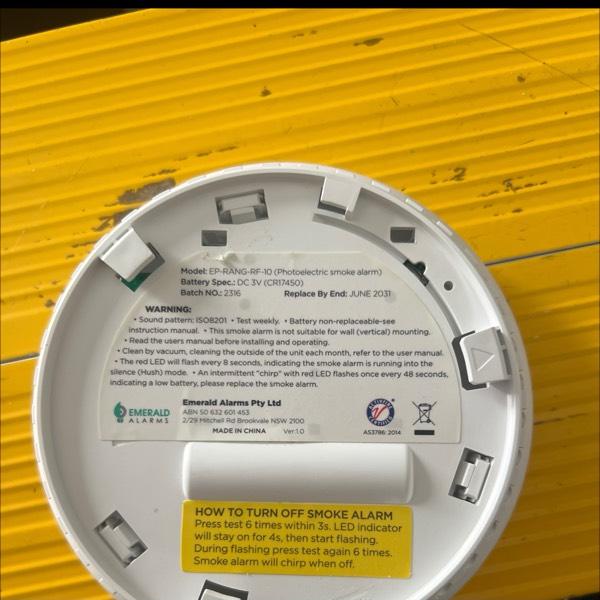 Model: EP-RANG-RF-10 (Photoelectric smoke alarm)
Battery Spec.: DC 3V (CR17450)
Batch NO.: 2316 Replace By End: JUNE 2031
WARNING:
• Sound pattern: ISO8201 • Test weekly. • Battery non-replaceable-see
instruction manual. • This smoke alarm is not suitable for wall (vertical) mounting.
• Read the users manual before installing and operating.
• Clean by vacuum, cleaning the outside of the unit each month, refer to the user manual.
• The red LED will flash every 8 seconds, indicating the smoke alarm is running into the
silence (Hush) mode. • An intermittent "chirp" with red LED flashes once every 48 seconds,
indicating a low battery, please replace the smoke alarm.
EMERALD
ALARMS
Emerald Alarms Pty Ltd
ABN 50 632 601 453
2/29 Mitchell Rd Brookvale NSW 2100
MADE IN CHINA Ver:1.0
AS3786: 2014
HOW TO TURN OFF SMOKE ALARM
Press test 6 times within 3s. LED indicator
will stay on for 4s, then start flashing.
During flashing press test again 6 times.
Smoke alarm will chirp when off.